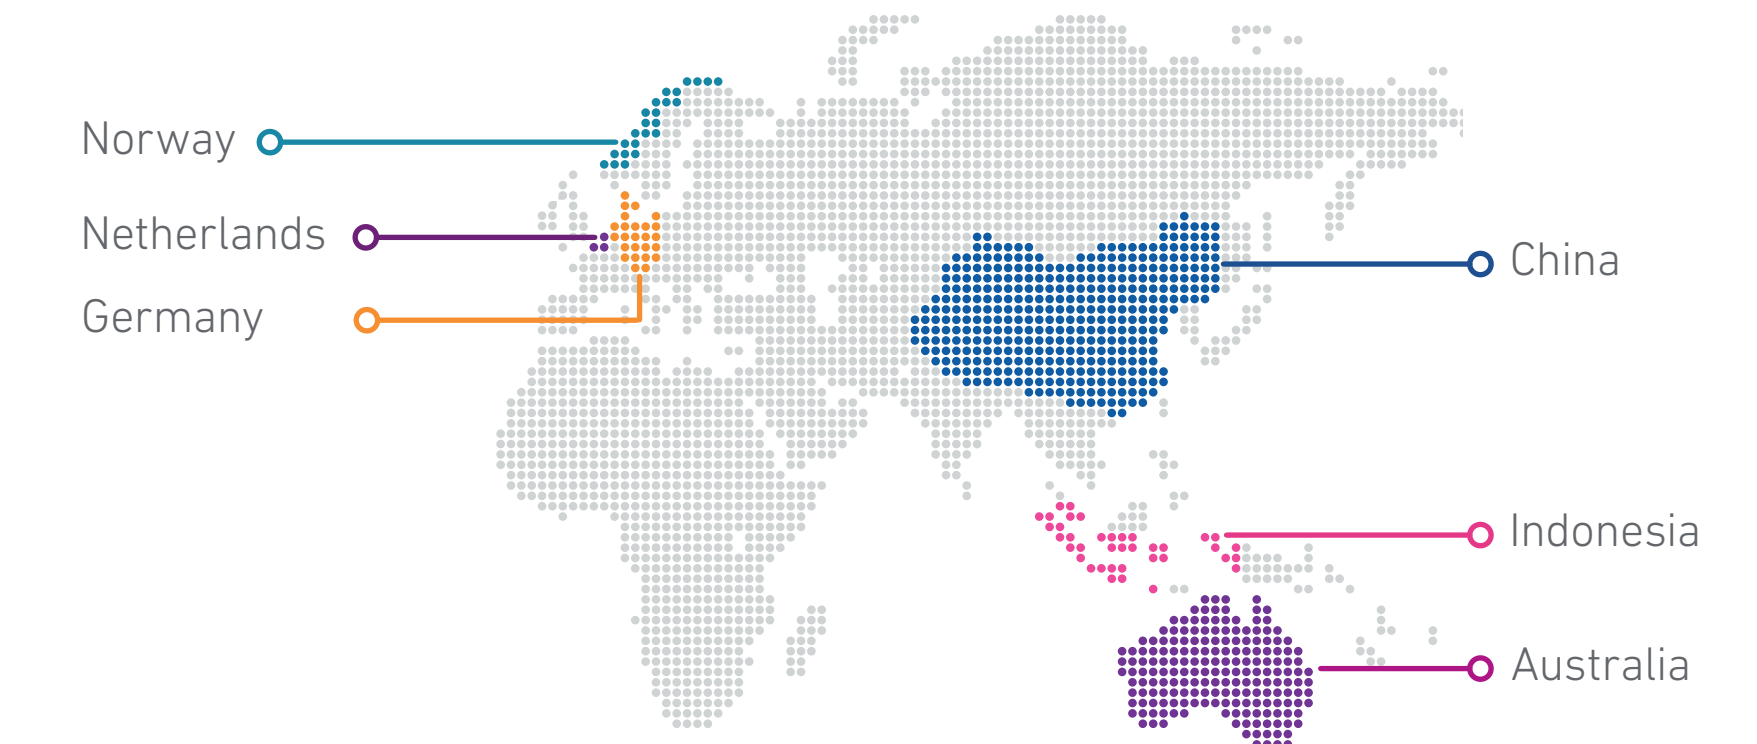 Norway
Netherlands
Germany
China
Indonesia
Australia